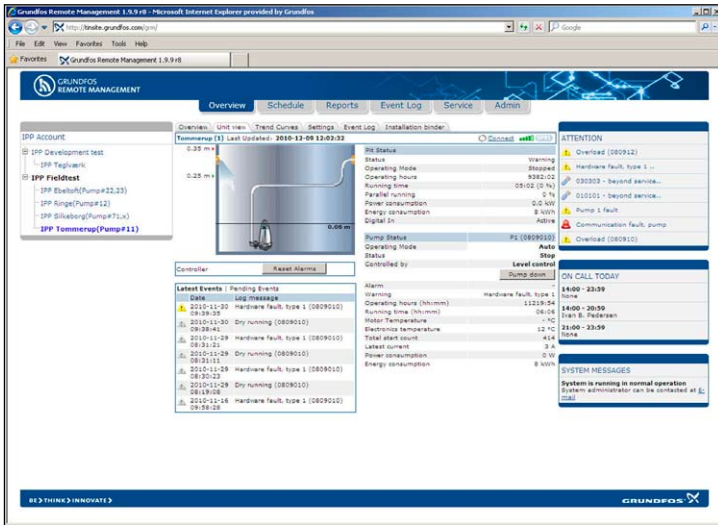 Grundfos Remote Management 1.9.9 r8 - Microsoft Internet Explorer provided by Grundfos
http://tinsite.grundfos.com/grm/
Google
File Edit View Favorites Tools Help
Favorites Grundfos Remote Management 1.9.9 r8
GRUNDFOS
REMOTE MANAGEMENT
Overview Schedule Reports Event Log Service Admin
Overview Unit view Trend Curves Settings Event Log Installation binder
IPP Account
IPP Development test
IPP Teglværk
IPP Fieldtest
IPP Ebeltoft(Pump#22,23)
IPP Ringe(Pump#12)
IPP Silkeborg(Pump#71,x)
IPP Tommerup(Pump#11)
Tommerup (1) Last Updated: 2010-12-09 12:02:32 Connect
0.35 m
0.25 m
0.00 m
Controller Reset Alarms
Latest Events | Pending Events
Date Log message
2010-11-30 09:39:35 Hardware fault, type 1 (0809010)
2010-11-30 09:38:41 Dry running (0809010)
2010-11-29 08:31:21 Hardware fault, type 1 (0809010)
2010-11-29 08:31:11 Dry running (0809010)
2010-11-29 08:30:23 Hardware fault, type 1 (0809010)
2010-11-29 08:19:08 Dry running (0809010)
2010-11-16 09:58:28 Hardware fault, type 1 (0809010)
Pit Status
Status Warning
Operating Mode Stopped
Operating hours 9382:02
Running time 05:02 (0 %)
Parallel running 0 %
Power consumption 0.0 kW
Energy consumption 8 kWh
Digital In Active
Pump Status P1 (0809010)
Operating Mode Auto
Status Stop
Controlled by Level control
Pump down
Alarm -
Warning Hardware fault, type 1
Operating hours (hh:mm) 11219:54
Running time (hh:mm) 06:06
Motor Temperature - °C
Electronics temperature 12 °C
Total start count 414
Latest current 3 A
Power consumption 0 W
Energy consumption 8 kWh
ATTENTION
Overload (080912)
Hardware fault, type 1 ..
030303 - beyond service...
010101 - beyond service...
Pump 1 fault
Communication fault, pump
Overload (080910)
ON CALL TODAY
14:00 - 23:59
None
14:00 - 20:59
Ivan B. Pedersen
21:00 - 23:59
None
SYSTEM MESSAGES
System is running in normal operation
System administrator can be contacted at E-
mail
BE > THINK > INNOVATE >
GRUNDFOS